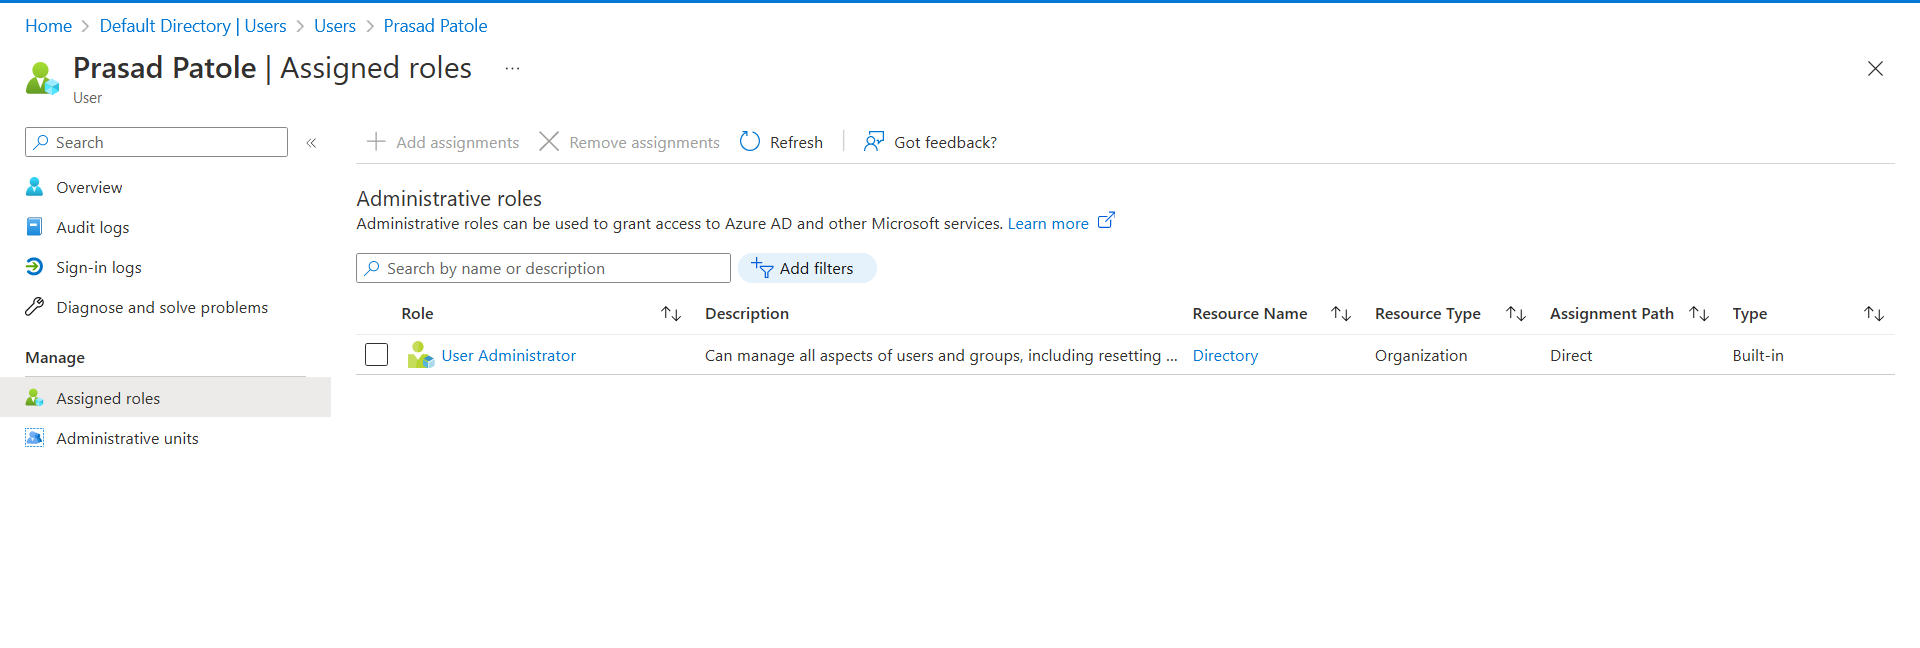 Home > Default Directory | Users > Users > Prasad Patole
Prasad Patole | Assigned roles ...
User
Search «
Overview
Audit logs
Sign-in logs
Diagnose and solve problems
Manage
Assigned roles
Administrative units
Add assignments Remove assignments Refresh Got feedback?
Administrative roles
Administrative roles can be used to grant access to Azure AD and other Microsoft services. Learn more
Search by name or description Add filters
Role Description Resource Name Resource Type Assignment Path Type
User Administrator Can manage all aspects of users and groups, including resetting ... Directory Organization Direct Built-in